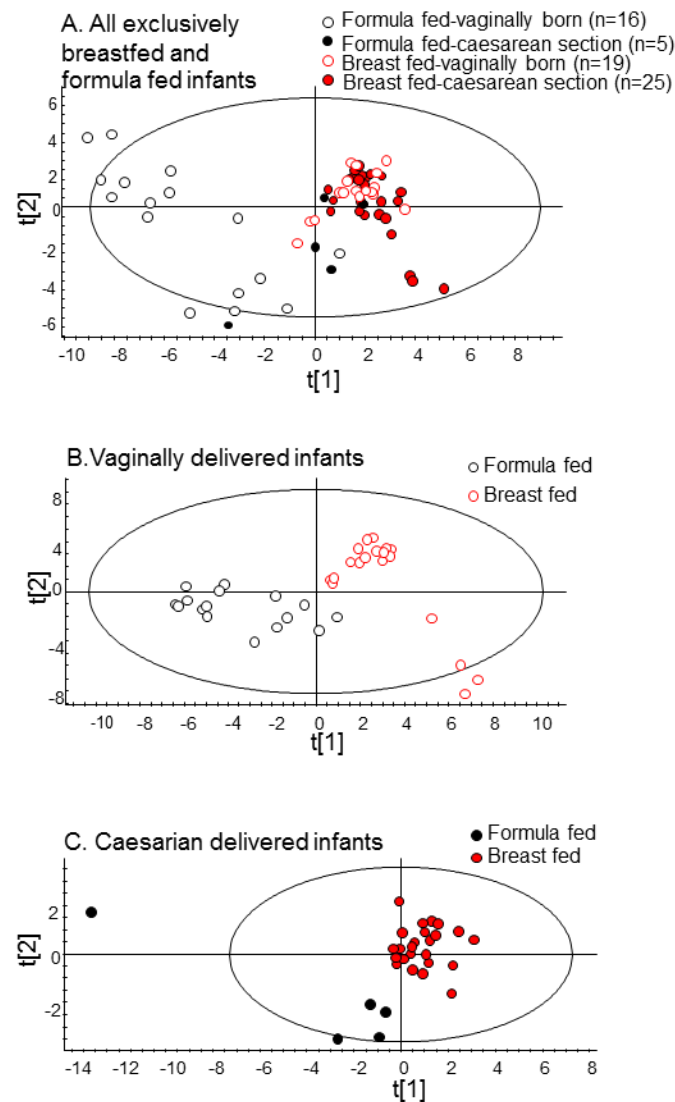 A. All exclusively
breastfed and
formula fed infants
Formula fed-vaginally born (n=16)
Formula fed-caesarean section (n=5)
Breast fed-vaginally born (n=19)
Breast fed-caesarean section (n=25)
6
4
2
0
-2
-4
-6
t[2]
-10 -8 -6 -4 -2 0 2 4 6 8
t[1]
B.Vaginally delivered infants
Formula fed
Breast fed
8
4
0
-4
-8
t[2]
-10 -8 -6 -4 -2 0 2 4 6 8 10
t[1]
C. Caesarian delivered infants
Formula fed
Breast fed
2
0
-2
t[2]
-14 -12 -10 -8 -6 -4 -2 0 2 4 6 8
t[1]